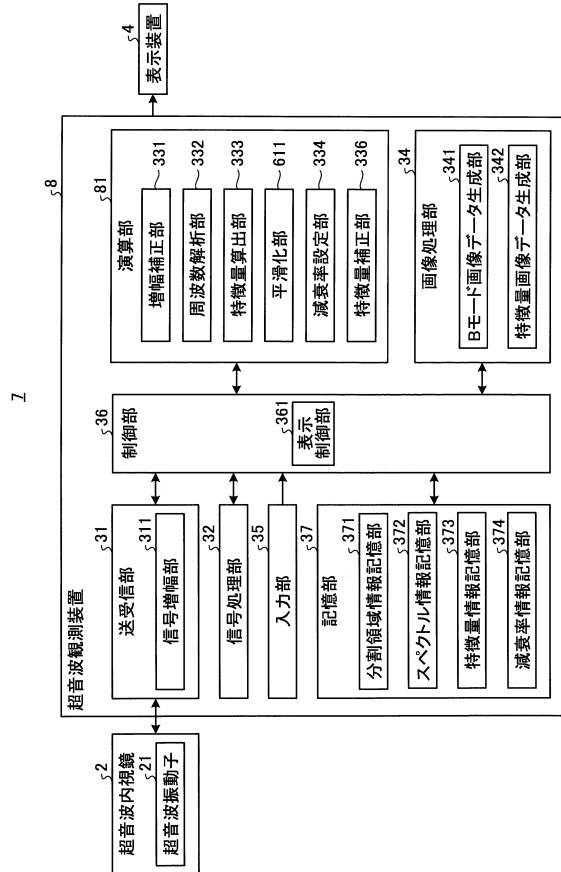 7
超音波内視鏡
2
超音波振動子
21
超音波観測装置
8
送受信部
31
信号増幅部
311
信号処理部
32
入力部
35
記憶部
37
分割領域情報記憶部
371
スペクトル情報記憶部
372
特徴量情報記憶部
373
減衰率情報記憶部
374
制御部
36
表示
制御部
361
演算部
81
増幅補正部
331
周波数解析部
332
特徴量算出部
333
平滑化部
611
減衰率設定部
334
特徴量補正部
336
画像処理部
34
Bモード画像データ生成部
341
特徴量画像データ生成部
342
表示装置
4